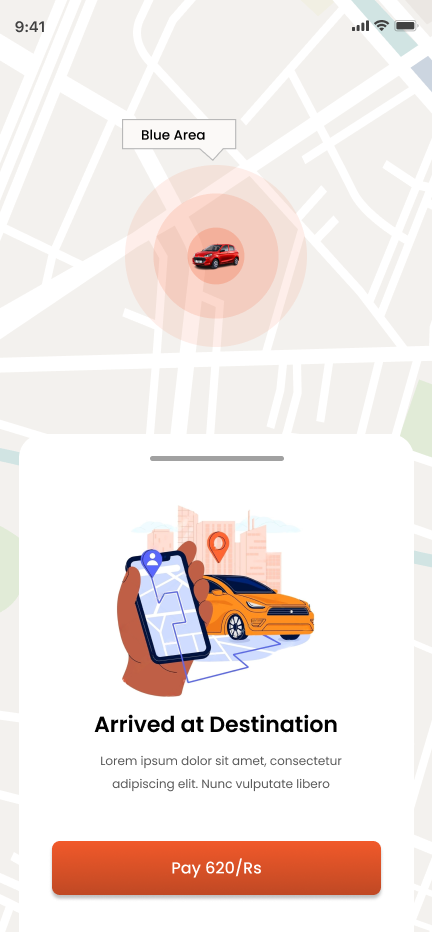 9:41
Blue Area
Arrived at Destination
Lorem ipsum dolor sit amet, consectetur
adipiscing elit. Nunc vulputate libero
Pay 620/Rs